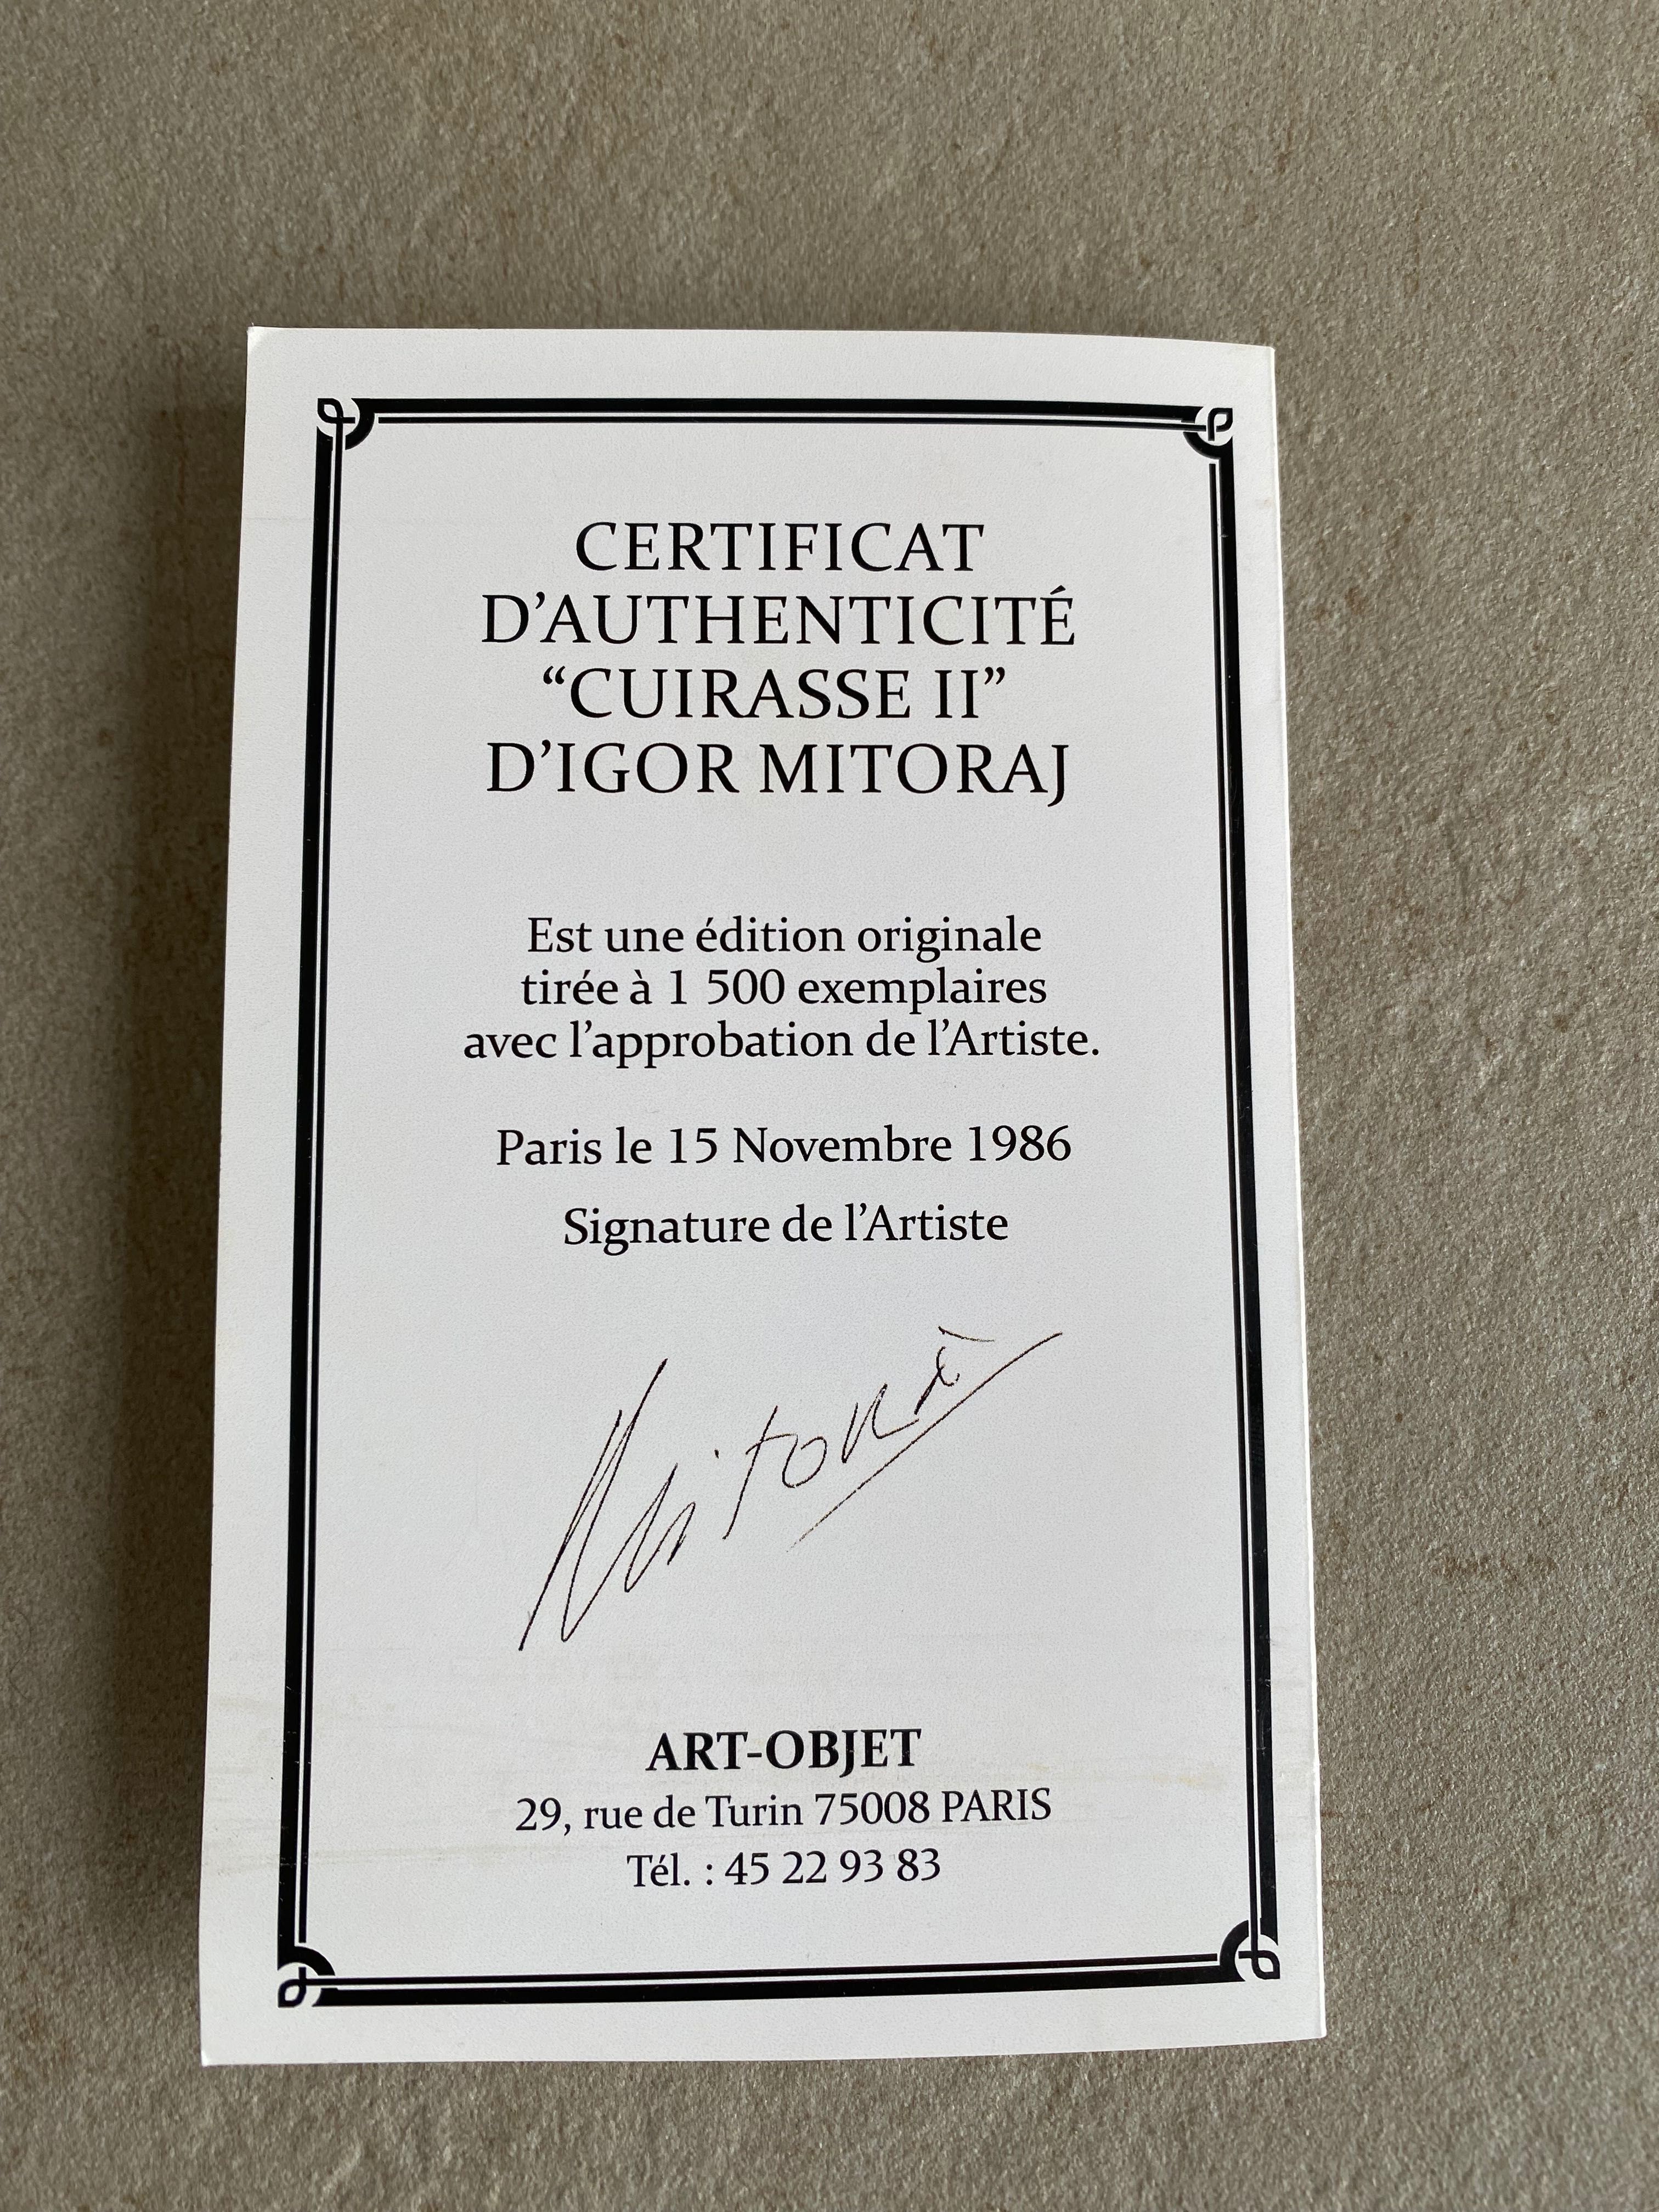 CERTIFICAT
D’AUTHENTICITÉ
“CUIRASSE II”
D’IGOR MITORAJ
Est une édition originale
tirée à 1 500 exemplaires
avec l’approbation de l’Artiste.
Paris le 15 Novembre 1986
Signature de l’Artiste
Mitoraj
ART-OBJET
29, rue de Turin 75008 PARIS
Tél. : 45 22 93 83